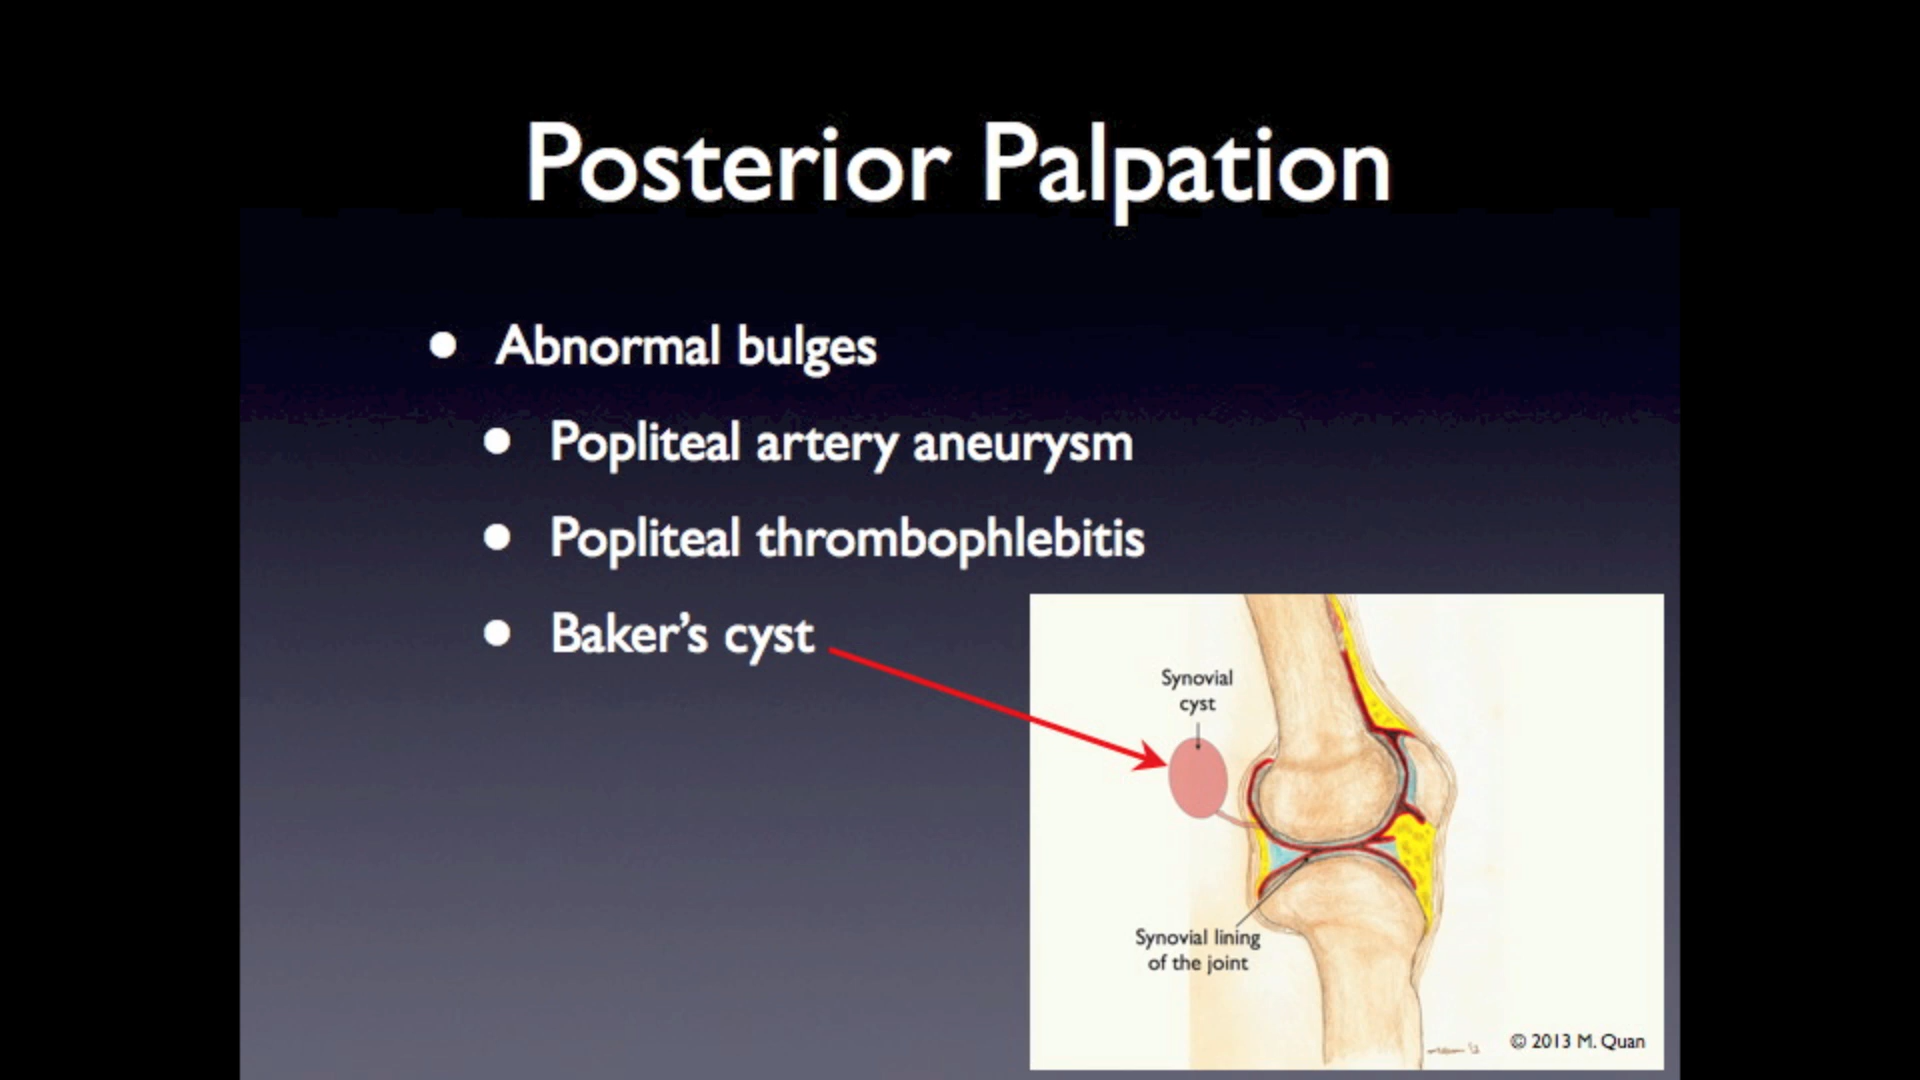 Posterior Palpation
• Abnormal bulges
• Popliteal artery aneurysm
• Popliteal thrombophlebitis
• Baker’s cyst
Synovial
cyst
Synovial lining
of the joint
© 2013 M. Quan